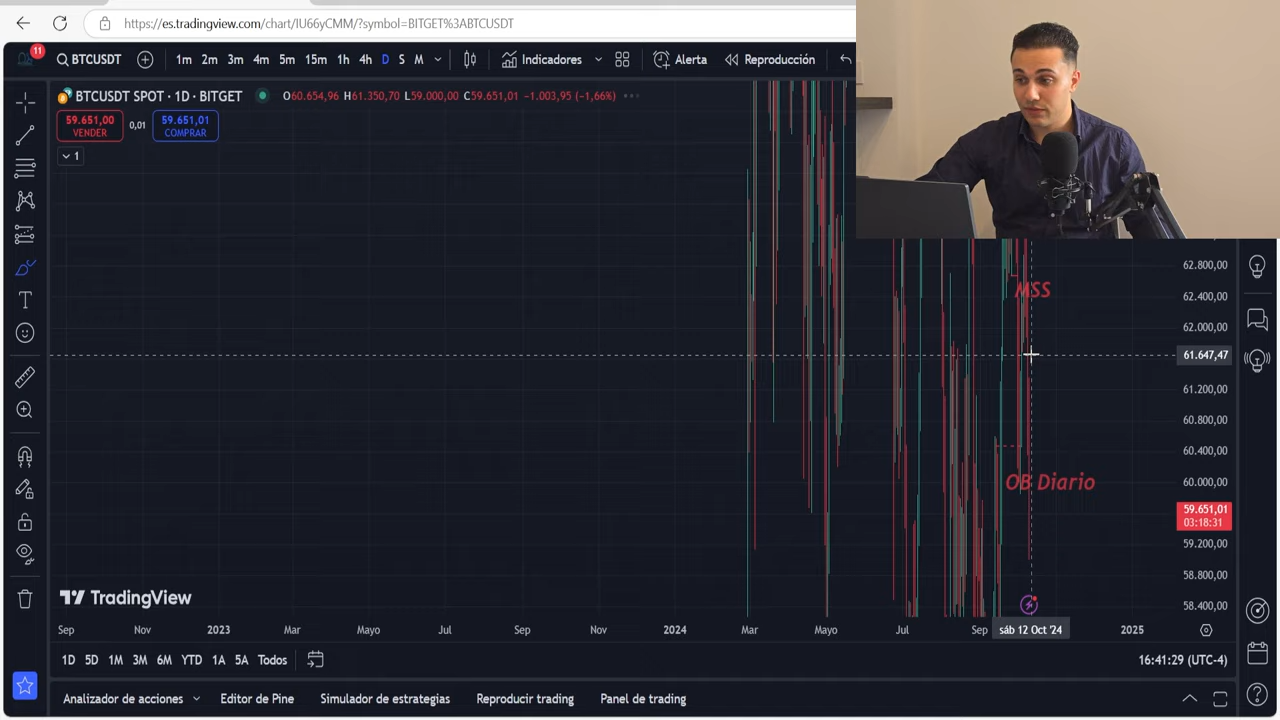 https://es.tradingview.com/chart/IU66yCMM/?symbol=BITGET%3ABTCUSDT
11
BTCUSDT
1m 2m 3m 4m 5m 15m 1h 4h D S M
Indicadores
Alerta
Reproducción
BTCUSDT SPOT · 1D · BITGET
H61.350,70 L59.000,00 C59.651,01 −1.003,95 (−1,66%)
59.651,00
VENDER
0,01
59.651,01
COMPRAR
1
62.800,00
MSS
62.400,00
62.000,00
61.647,47
61.200,00
60.800,00
60.400,00
OB Diario
60.000,00
59.651,01
03:18:31
59.200,00
58.800,00
58.400,00
TradingView
Sep Nov 2023 Mar Mayo Jul Sep Nov 2024 Mar Mayo Jul Sep sáb 12 Oct '24 2025
1D 5D 1M 3M 6M YTD 1A 5A Todos
16:41:29 (UTC-4)
Analizador de acciones
Editor de Pine
Simulador de estrategias
Reproducir trading
Panel de trading